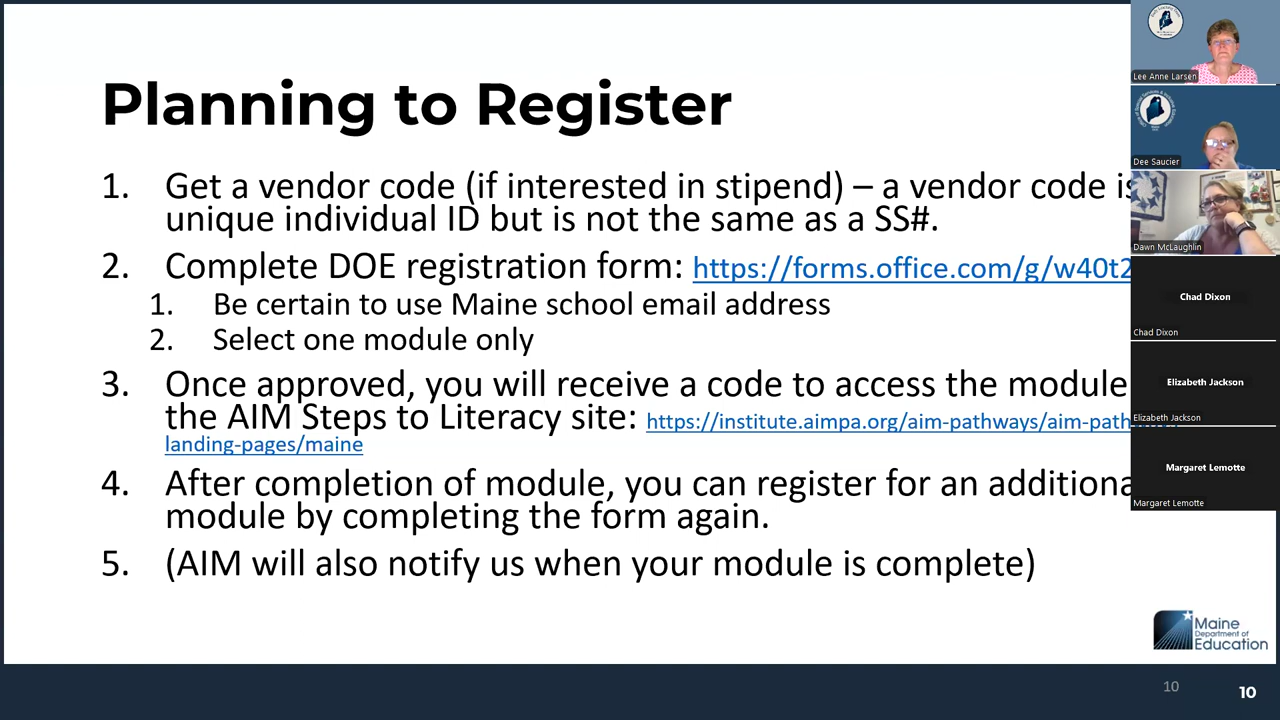 Planning to Register
1. Get a vendor code (if interested in stipend) – a vendor code is
unique individual ID but is not the same as a SS#.
2. Complete DOE registration form: https://forms.office.com/g/w40t2
1. Be certain to use Maine school email address
2. Select one module only
3. Once approved, you will receive a code to access the module
the AIM Steps to Literacy site: https://institute.aimpa.org/aim-pathways/aim-path
landing-pages/maine
4. After completion of module, you can register for an additiona
module by completing the form again.
5. (AIM will also notify us when your module is complete)
Maine
Department of
Education
10
10
Lee Anne Larsen
Dee Saucier
Dawn McLaughlin
Chad Dixon
Chad Dixon
Elizabeth Jackson
Elizabeth Jackson
Margaret Lemotte
Margaret Lemotte